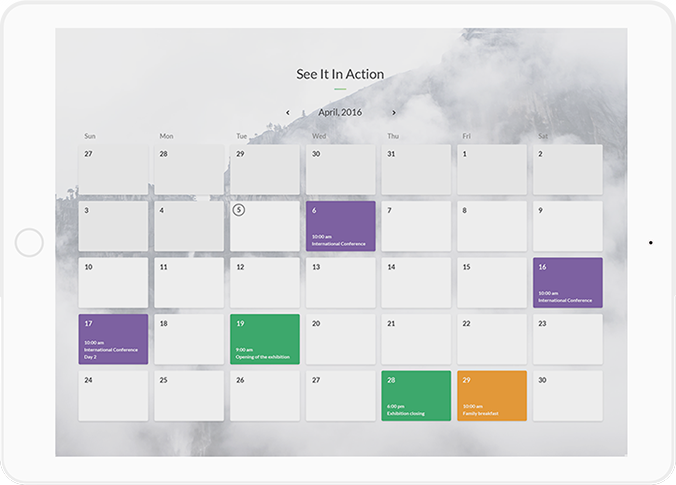 See It In Action
April, 2016
Sun Mon Tue Wed Thu Fri Sat
27 28 29 30 31 1 2
3 4 5 6 7 8 9
10:00 am
International Conference
10 11 12 13 14 15 16
10:00 am
International Conference
17 18 19 20 21 22 23
10:00 am
International Conference
Day 2
9:00 am
Opening of the exhibition
24 25 26 27 28 29 30
6:00 pm
Exhibition closing
10:00 am
Family breakfast